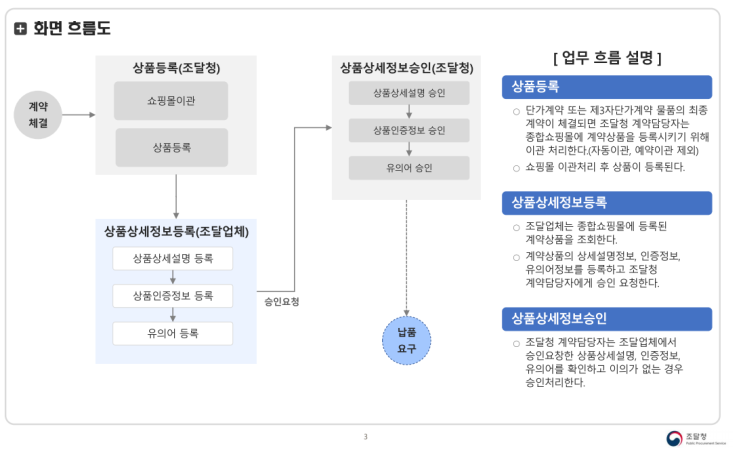 화면 흐름도
계약
체결
상품등록(조달청)
쇼핑몰이관
상품등록
상품상세정보등록(조달업체)
상품상세설명 등록
상품인증정보 등록
유의어 등록
승인요청
상품상세정보승인(조달청)
상품상세설명 승인
상품인증정보 승인
유의어 승인
납품
요구
[ 업무 흐름 설명 ]
상품등록
○ 단가계약 또는 제3자단가계약 물품의 최종
계약이 체결되면 조달청 계약담당자는
종합쇼핑몰에 계약상품을 등록시키기 위해
이관 처리한다.(자동이관, 예약이관 제외)
○ 쇼핑몰 이관처리 후 상품이 등록된다.
상품상세정보등록
○ 조달업체는 종합쇼핑몰에 등록된
계약상품을 조회한다.
○ 계약상품의 상세설명정보, 인증정보,
유의어정보를 등록하고 조달청
계약담당자에게 승인 요청한다.
상품상세정보승인
○ 조달청 계약담당자는 조달업체에서
승인요창한 상품상세설명, 인증정보,
유의어를 확인하고 이의가 없는 경우
승인처리한다.
3
조달청
Public Procurement Service